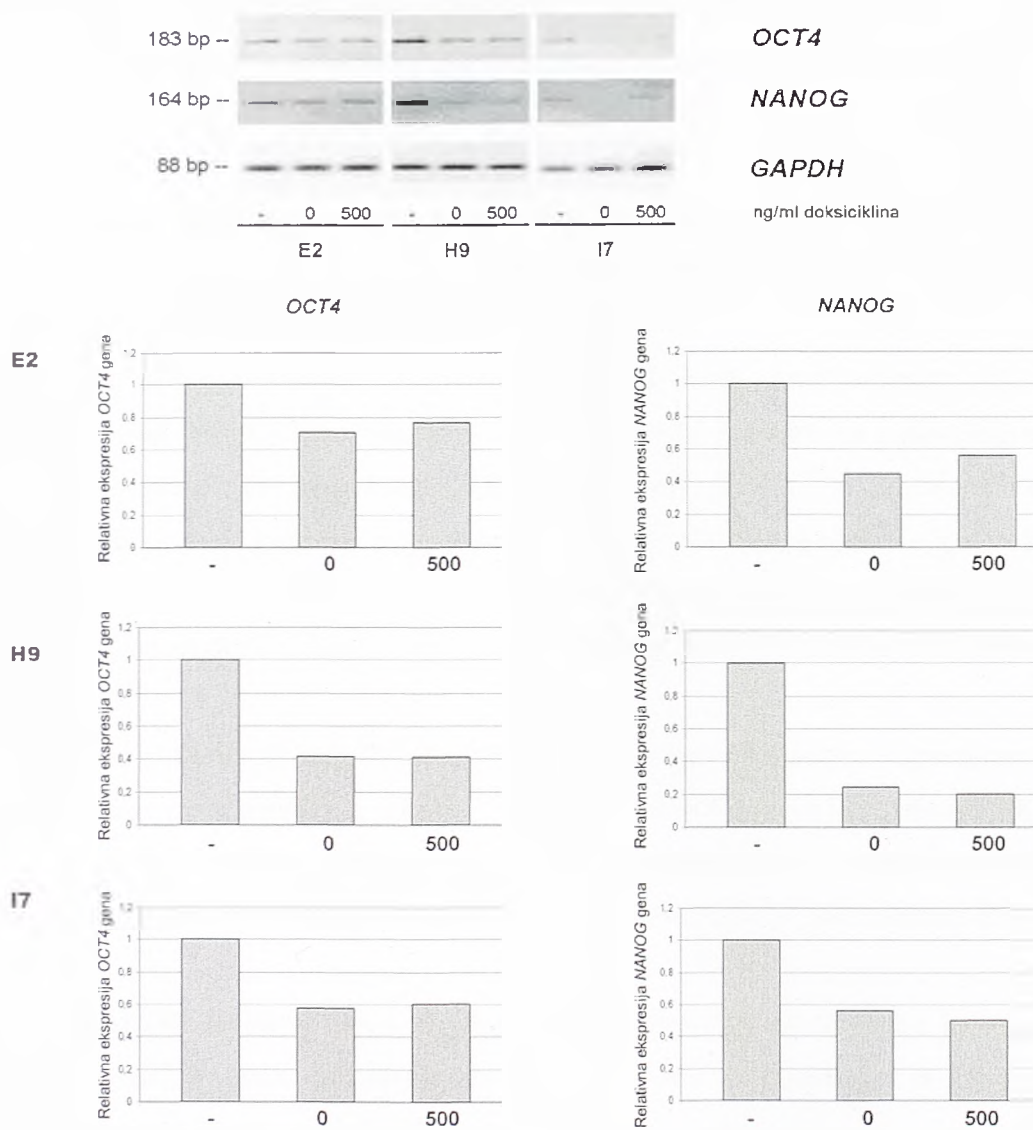 183 bp -- OCT4
164 bp -- NANOG
88 bp -- GAPDH
- 0 500 - 0 500 - 0 500 ng/ml doksiciklina
E2 H9 I7
OCT4 NANOG
E2
Relativna ekspresija OCT4 gena
1,2
1
0,8
0,6
0,4
0,2
0
- 0 500
Relativna ekspresija NANOG gena
1,2
1
0,8
0,6
0,4
0,2
0
- 0 500
H9
Relativna ekspresija OCT4 gena
1,2
1
0,8
0,6
0,4
0,2
0
- 0 500
Relativna ekspresija NANOG gena
1,2
1
0,8
0,6
0,4
0,2
0
- 0 500
I7
Relativna ekspresija OCT4 gena
1,2
1
0,8
0,6
0,4
0,2
0
- 0 500
Relativna ekspresija NANOG gena
1,2
1
0,8
0,6
0,4
0,2
0
- 0 500